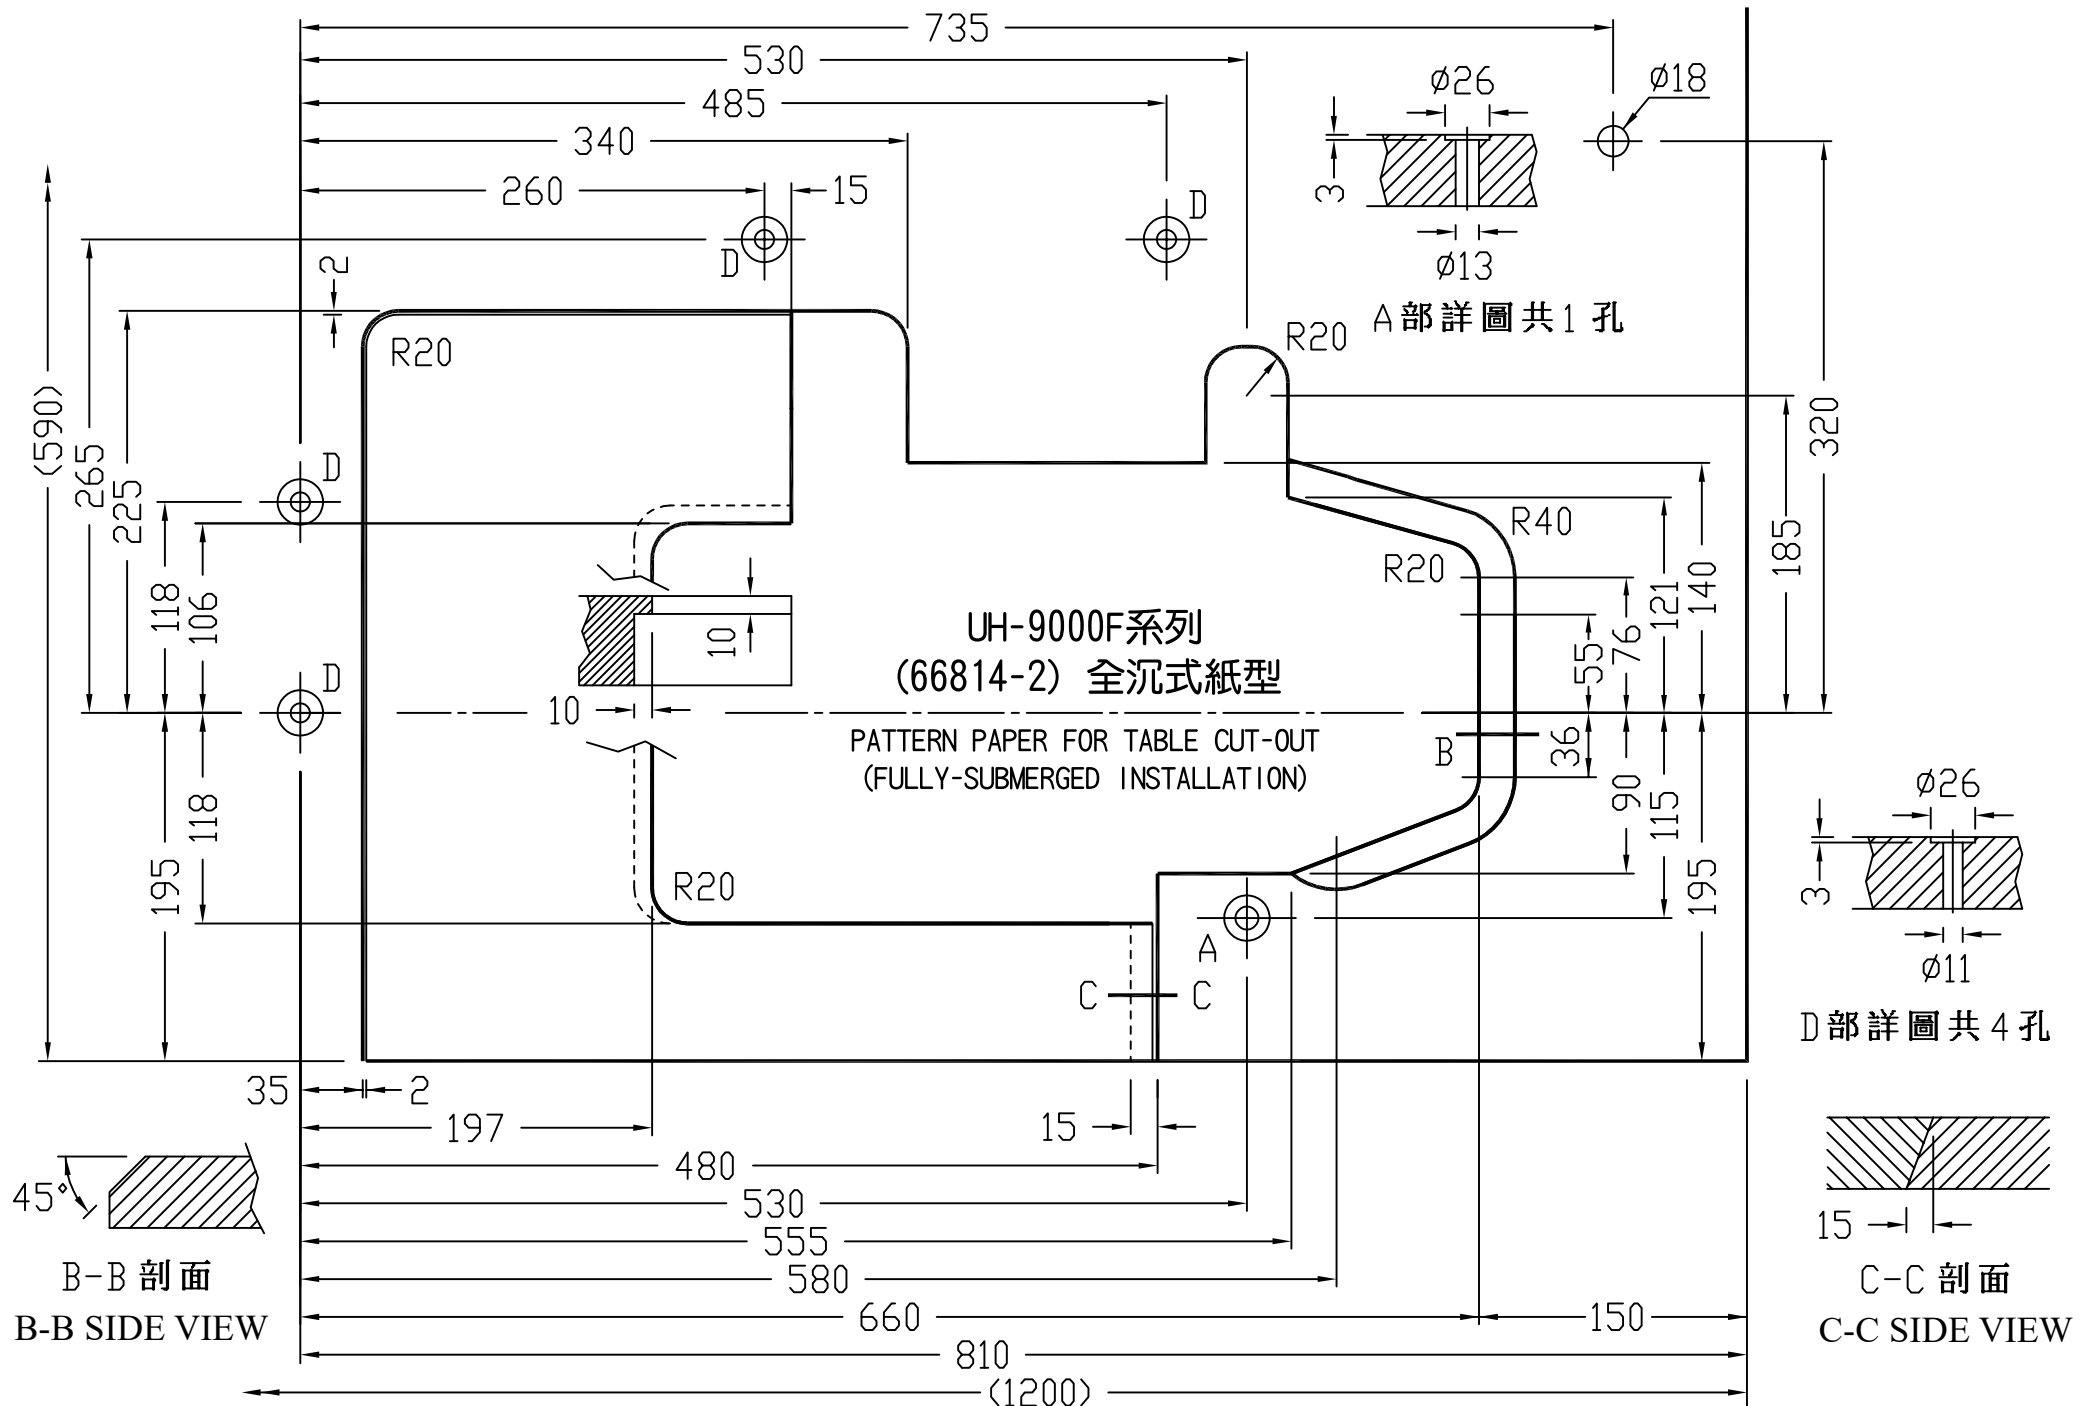 735
530
485
340
260
15
ø26
ø18
3
ø13
A部詳圖共1孔
D
D
2
R20
R20
(590)
265
225
D
118
106
D
320
185
140
121
R40
R20
76
55
10
UH-9000F系列
(66814-2) 全沉式紙型
10
PATTERN PAPER FOR TABLE CUT-OUT
(FULLY-SUBMERGED INSTALLATION)
B
36
90
115
195
118
195
R20
A
C
C
ø26
3
ø11
D部詳圖共4孔
35
2
197
15
480
530
555
580
660
150
810
(1200)
45°
B-B 剖面
B-B SIDE VIEW
15
C-C 剖面
C-C SIDE VIEW